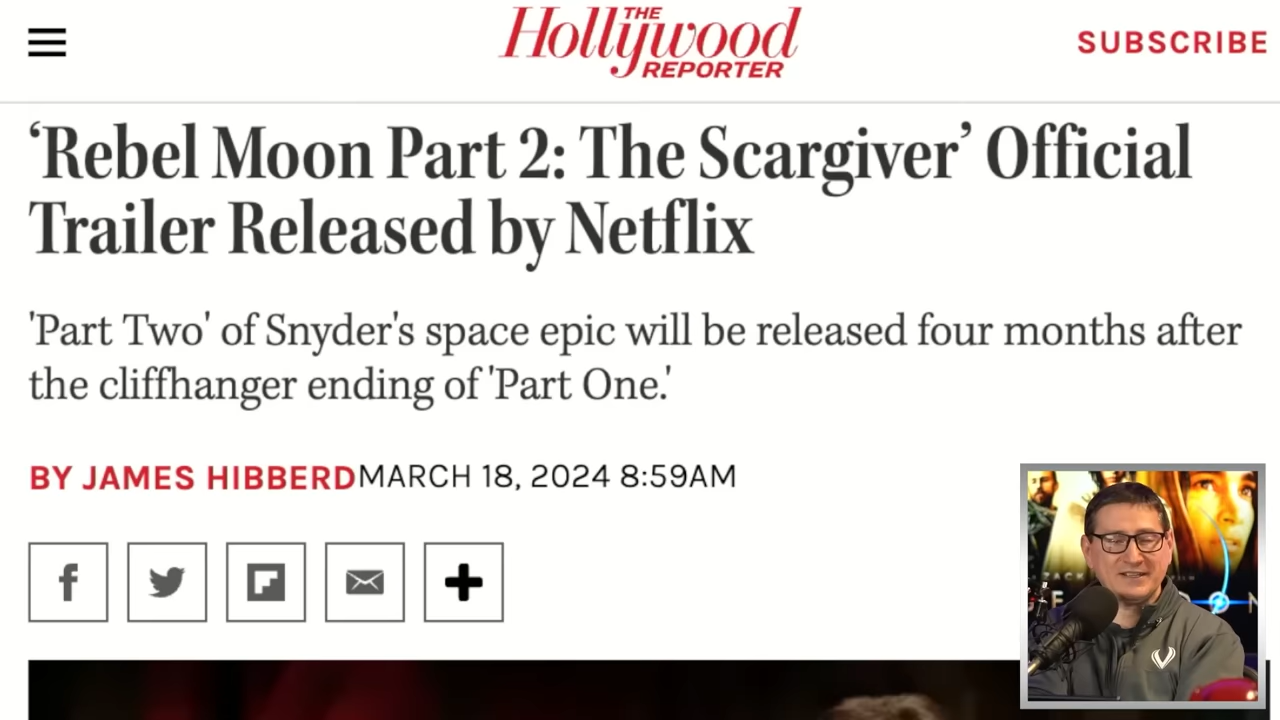 THE
Hollywood
REPORTER
SUBSCRIBE
‘Rebel Moon Part 2: The Scargiver’ Official
Trailer Released by Netflix
'Part Two' of Snyder's space epic will be released four months after
the cliffhanger ending of 'Part One.'
BY JAMES HIBBERDMARCH 18, 2024 8:59AM